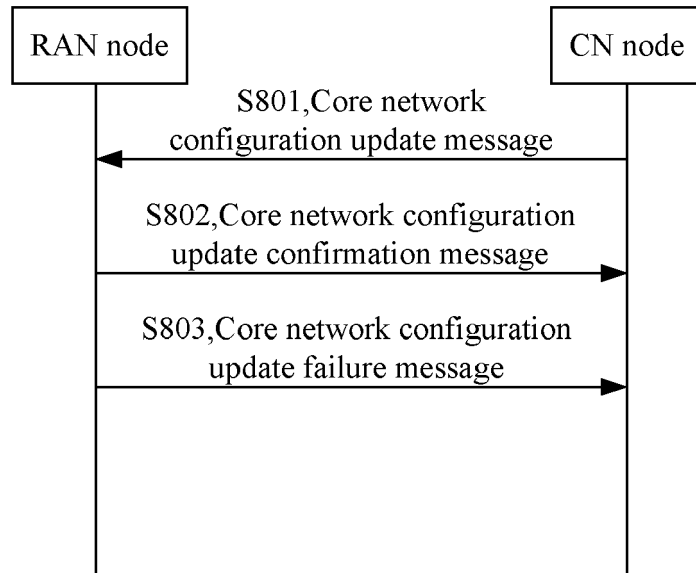 RAN node
CN node
S801,Core network
configuration update message
S802,Core network configuration
update confirmation message
S803,Core network configuration
update failure message